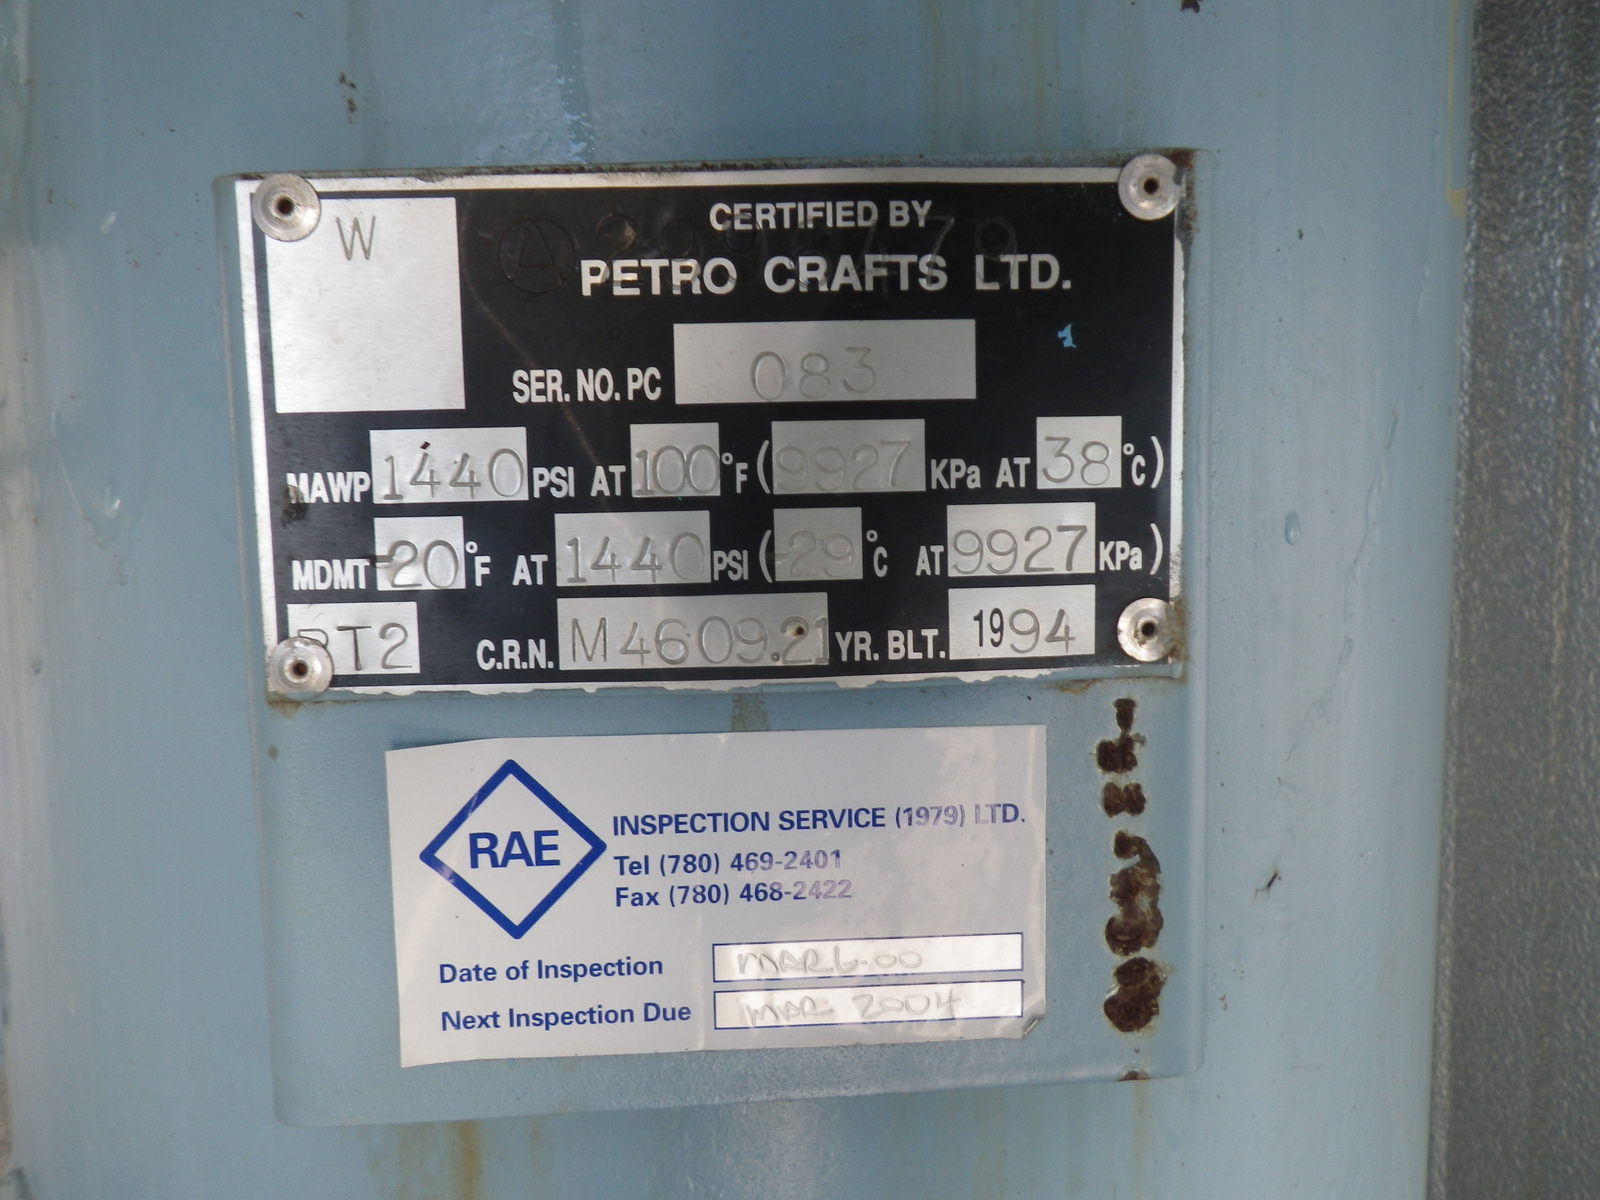 W
CERTIFIED BY
PETRO CRAFTS LTD.
SER. NO. PC 083
MAWP 1440 PSI AT 100 °F (9927 KPa AT 38 °C)
MDMT -20 °F AT 1440 PSI (-29 °C AT 9927 KPa)
RT2 C.R.N. M4609.21 YR. BLT. 1994
RAE
INSPECTION SERVICE (1979) LTD.
Tel (780) 469-2401
Fax (780) 468-2422
Date of Inspection MAR 6.00
Next Inspection Due MAR 2004